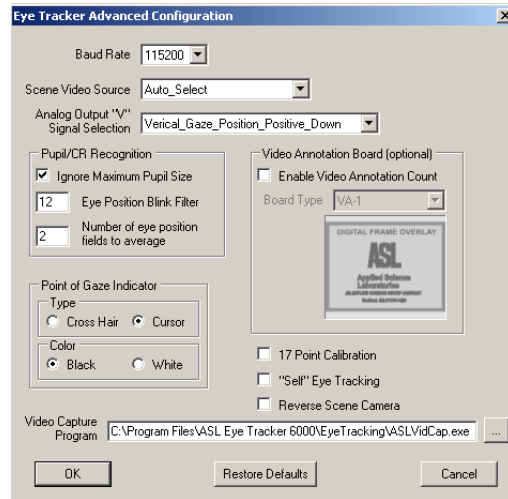 Eye Tracker Advanced Configuration
Baud Rate 115200
Scene Video Source Auto_Select
Analog Output "V"
Signal Selection Verical_Gaze_Position_Positive_Down
Pupil/CR Recognition
Ignore Maximum Pupil Size
12 Eye Position Blink Filter
2 Number of eye position
fields to average
Video Annotation Board (optional)
Enable Video Annotation Count
Board Type VA-1
DIGITAL FRAME OVERLAY
ASL
Applied Science
Laboratories
Point of Gaze Indicator
Type
Cross Hair Cursor
Color
Black White
17 Point Calibration
"Self" Eye Tracking
Reverse Scene Camera
Video Capture
Program C:\Program Files\ASL Eye Tracker 6000\EyeTracking\ASLVidCap.exe ...
OK Restore Defaults Cancel